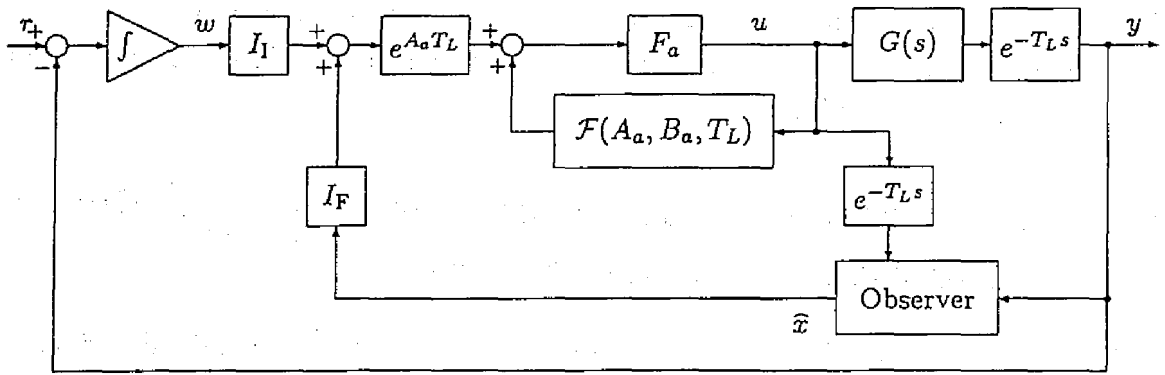 r + w + + + + u y
∫ I_I e^{A_a T_L} F_a G(s) e^{-T_L s}
−
F(A_a, B_a, T_L)
I_F e^{-T_L s}
Observer
x̂